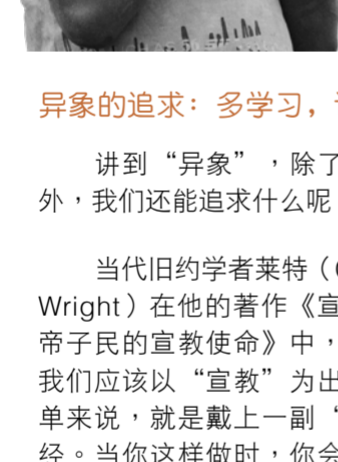 异象的追求：多学习，
讲到“异象”，除了
外，我们还能追求什么呢
当代旧约学者莱特（
Wright）在他的著作《宣
帝子民的宣教使命》中，
我们应该以“宣教”为出
单来说，就是戴上一副“
经。当你这样做时，你会